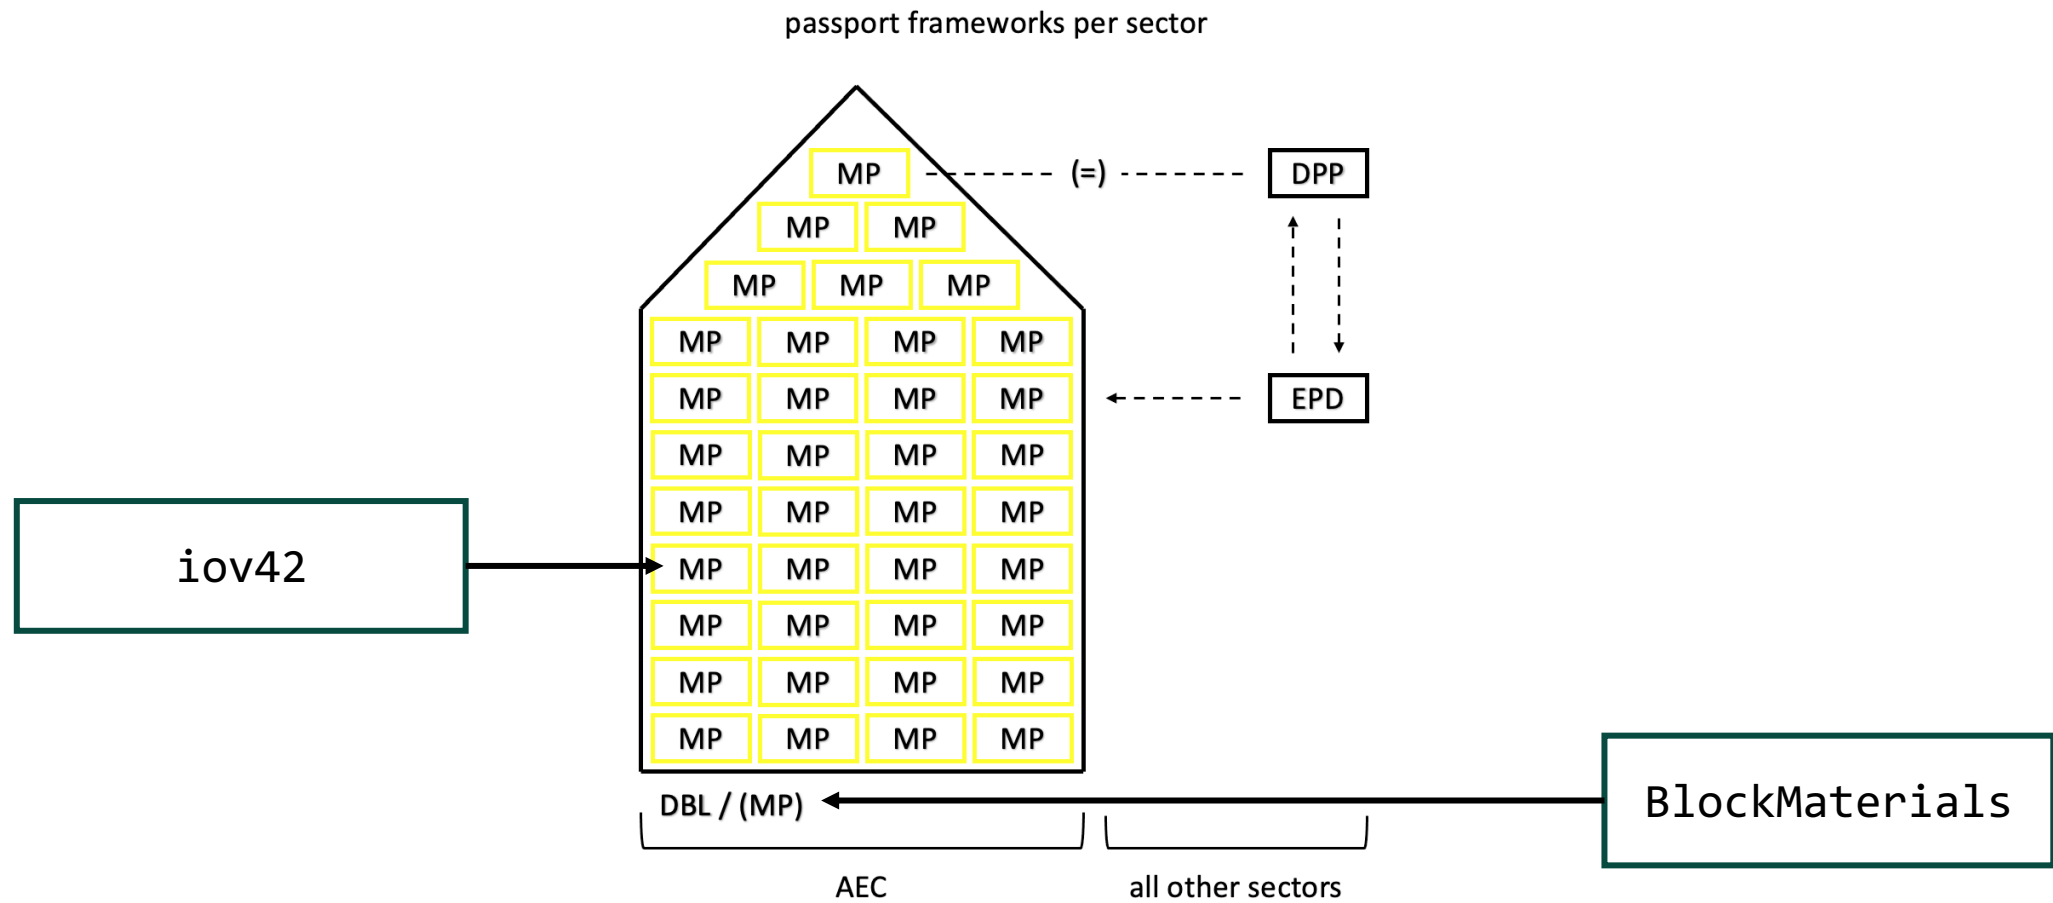 passport frameworks per sector
MP (=) DPP
MP MP
MP MP MP
MP MP MP MP
MP MP MP MP EPD
MP MP MP MP
MP MP MP MP
iov42 MP MP MP MP
MP MP MP MP
MP MP MP MP
MP MP MP MP
DBL / (MP) BlockMaterials
AEC all other sectors